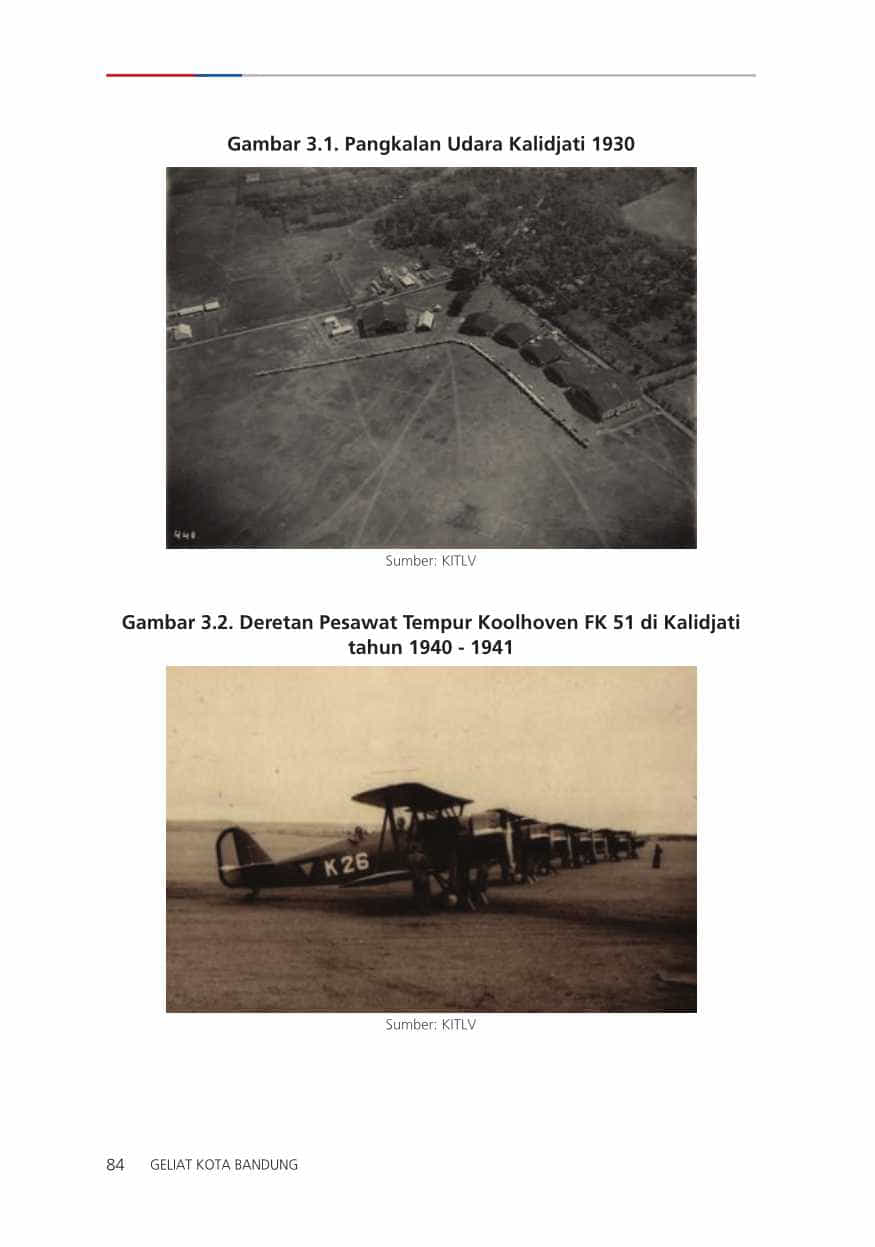 Gambar 3.1. Pangkalan Udara Kalidjati 1930
440
Sumber: KITLV
Gambar 3.2. Deretan Pesawat Tempur Koolhoven FK 51 di Kalidjati
tahun 1940 - 1941
K26
Sumber: KITLV
84 GELIAT KOTA BANDUNG